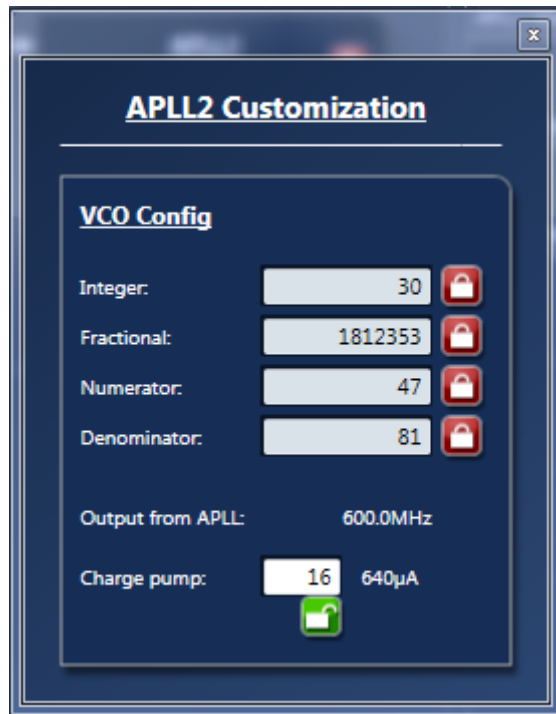 x
APLL2 Customization
VCO Config
Integer: 30
Fractional: 1812353
Numerator: 47
Denominator: 81
Output from APLL: 600.0MHz
Charge pump: 16 640µA